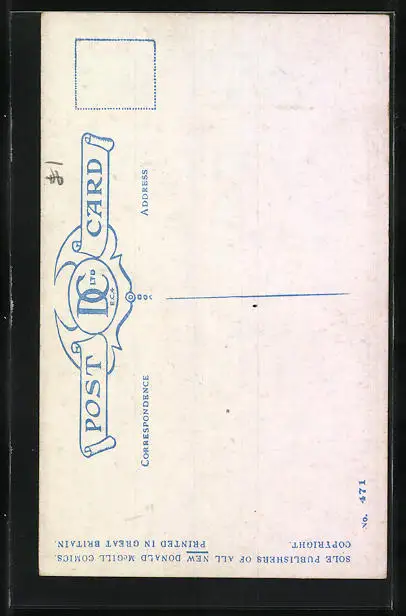 POST CARD
DC LTD
E.C.4
CORRESPONDENCE
ADDRESS
SOLE PUBLISHERS OF ALL NEW DONALD McGILL COMICS.
COPYRIGHT.
PRINTED IN GREAT BRITAIN.
No. 471